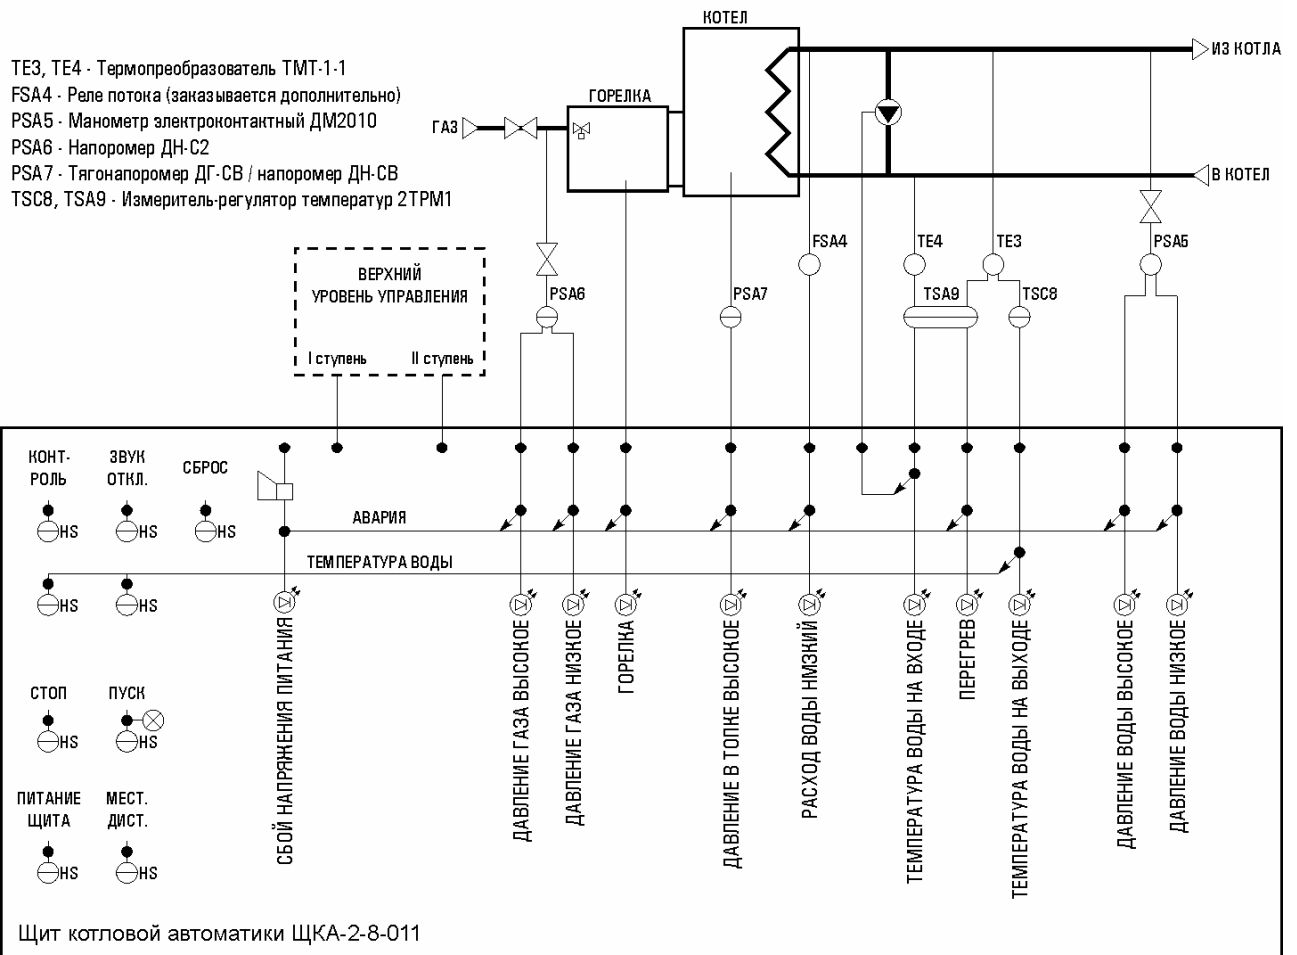 КОТЕЛ
ИЗ КОТЛА
TE3, TE4 - Термопреобразователь ТМТ-1-1
FSA4 - Реле потока (заказывается дополнительно)
PSA5 - Манометр электроконтактный ДМ2010
PSA6 - Напоромер ДН-С2
PSA7 - Тягонапоромер ДГ-СВ / напоромер ДН-СВ
TSC8, TSA9 - Измеритель-регулятор температур 2ТРМ1
ГОРЕЛКА
ГАЗ
В КОТЕЛ
ВЕРХНИЙ
УРОВЕНЬ УПРАВЛЕНИЯ
I ступень
II ступень
FSA4
TE4
TE3
PSA5
PSA6
PSA7
TSA9
TSC8
КОНТ-
РОЛЬ
ЗВУК
ОТКЛ.
СБРОС
HS
HS
HS
АВАРИЯ
ТЕМПЕРАТУРА ВОДЫ
HS
HS
СТОП
ПУСК
HS
HS
ПИТАНИЕ
ЩИТА
МЕСТ.
ДИСТ.
HS
HS
СБОЙ НАПРЯЖЕНИЯ ПИТАНИЯ
ДАВЛЕНИЕ ГАЗА ВЫСОКОЕ
ДАВЛЕНИЕ ГАЗА НИЗКОЕ
ГОРЕЛКА
ДАВЛЕНИЕ В ТОПКЕ ВЫСОКОЕ
РАСХОД ВОДЫ НМЗКИЙ
ТЕМПЕРАТУРА ВОДЫ НА ВХОДЕ
ПЕРЕГРЕВ
ТЕМПЕРАТУРА ВОДЫ НА ВЫХОДЕ
ДАВЛЕНИЕ ВОДЫ ВЫСОКОЕ
ДАВЛЕНИЕ ВОДЫ НИЗКОЕ
Щит котловой автоматики ЩКА-2-8-011